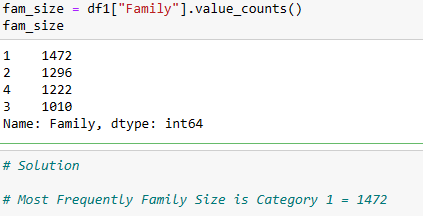 fam_size = df1["Family"].value_counts()
fam_size
1    1472
2    1296
4    1222
3    1010
Name: Family, dtype: int64
# Solution
# Most Frequently Family Size is Category 1 = 1472